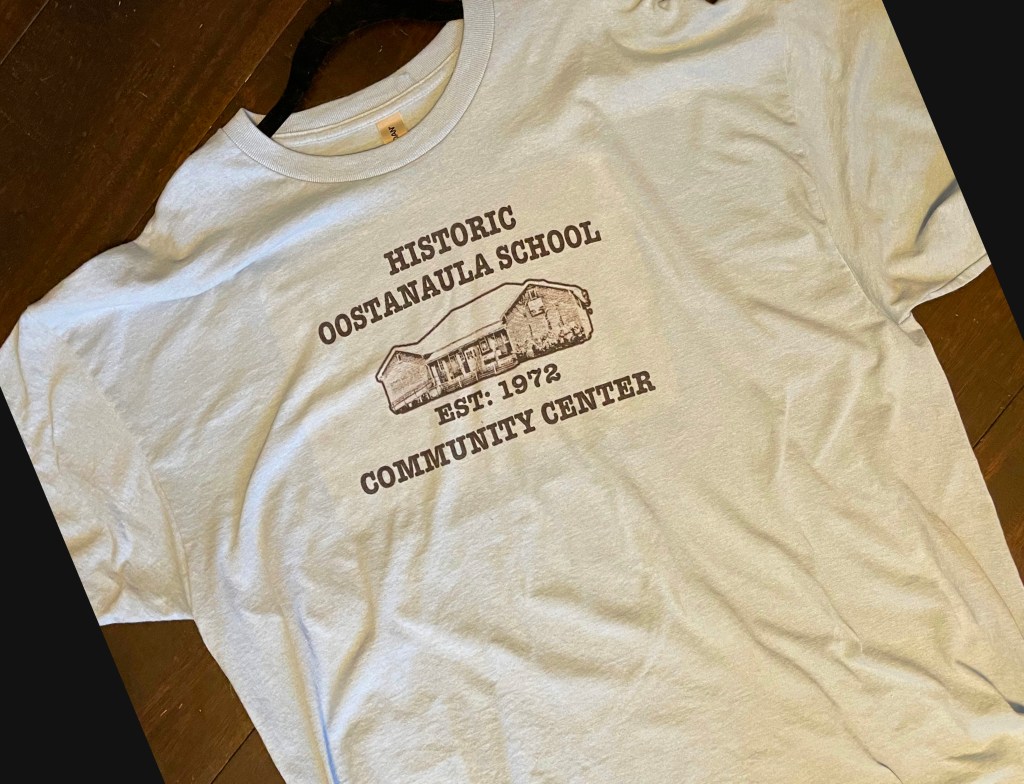 HISTORIC
OOSTANAULA SCHOOL
EST: 1972
COMMUNITY CENTER